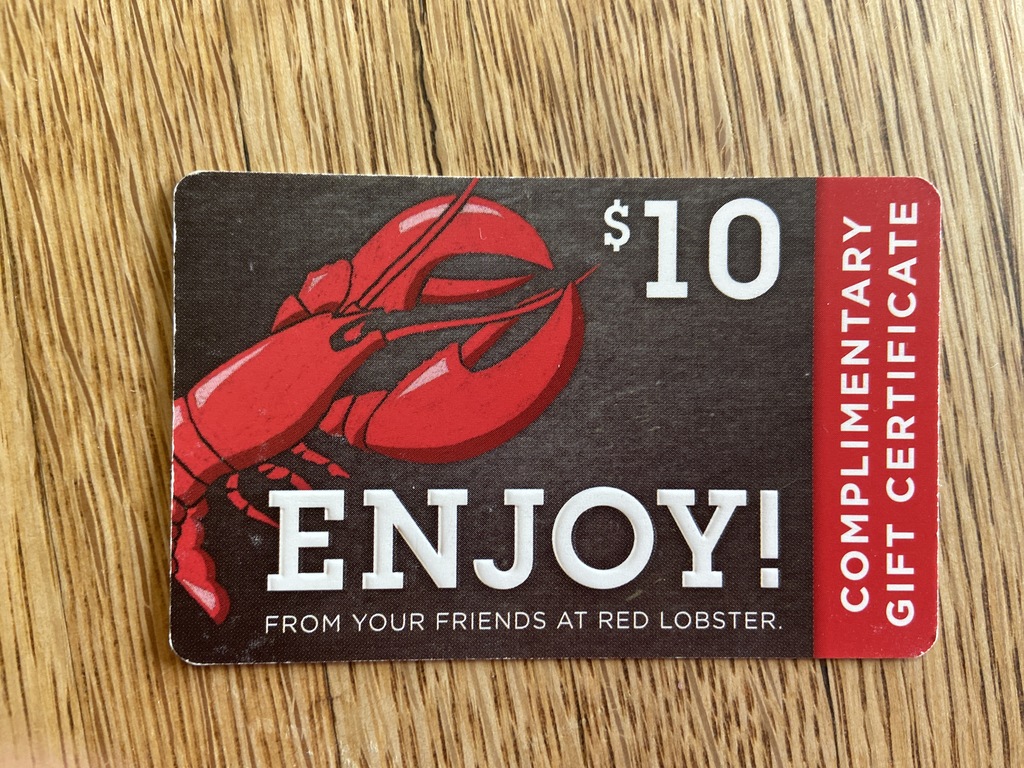 $10
ENJOY!
FROM YOUR FRIENDS AT RED LOBSTER.
COMPLIMENTARY
GIFT CERTIFICATE